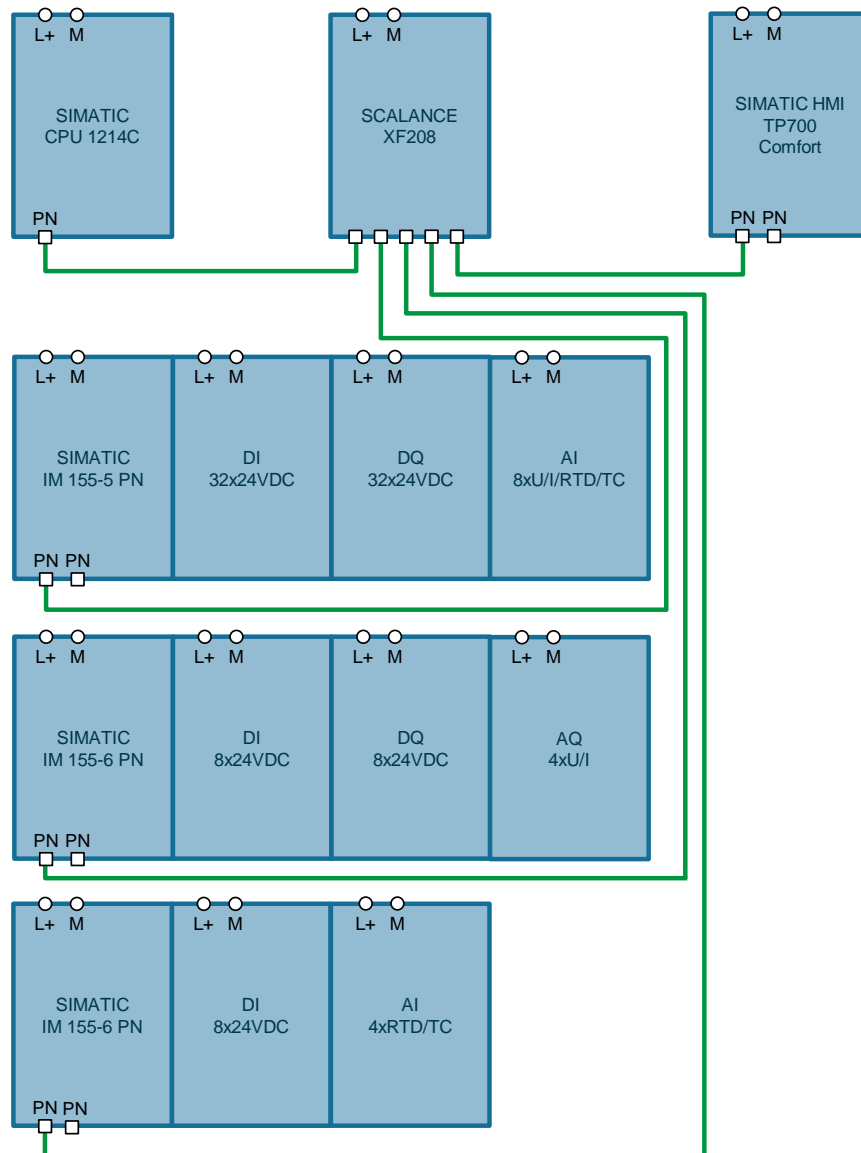 L+ M
SIMATIC
CPU 1214C
PN
L+ M
SCALANCE
XF208
L+ M
SIMATIC HMI
TP700
Comfort
PN PN
L+ M
SIMATIC
IM 155-5 PN
PN PN
L+ M
DI
32x24VDC
L+ M
DQ
32x24VDC
L+ M
AI
8xU/I/RTD/TC
L+ M
SIMATIC
IM 155-6 PN
PN PN
L+ M
DI
8x24VDC
L+ M
DQ
8x24VDC
L+ M
AQ
4xU/I
L+ M
SIMATIC
IM 155-6 PN
PN PN
L+ M
DI
8x24VDC
L+ M
AI
4xRTD/TC